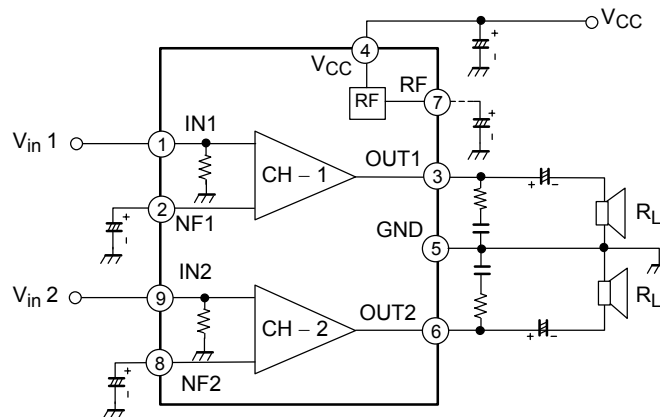 VCC
4
VCC
RF
RF
7
Vin 1
1
IN1
CH – 1
OUT1
3
+ –
RL
2
NF1
GND
5
Vin 2
9
IN2
CH – 2
OUT2
6
+ –
RL
8
NF2